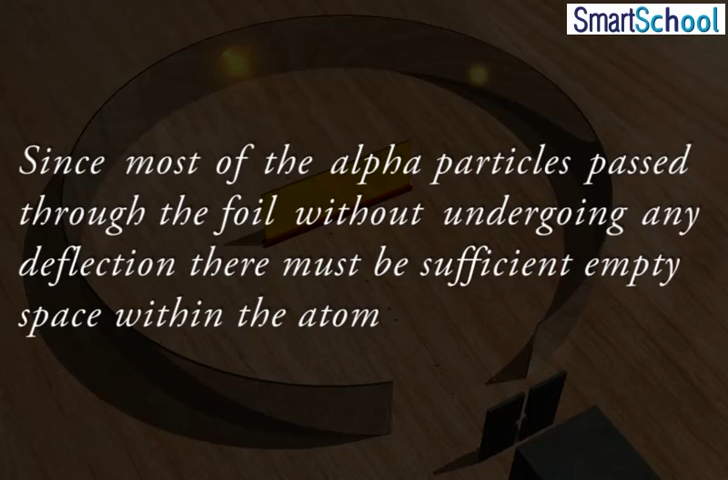 SmartSchool
Since most of the alpha particles passed
through the foil without undergoing any
deflection there must be sufficient empty
space within the atom